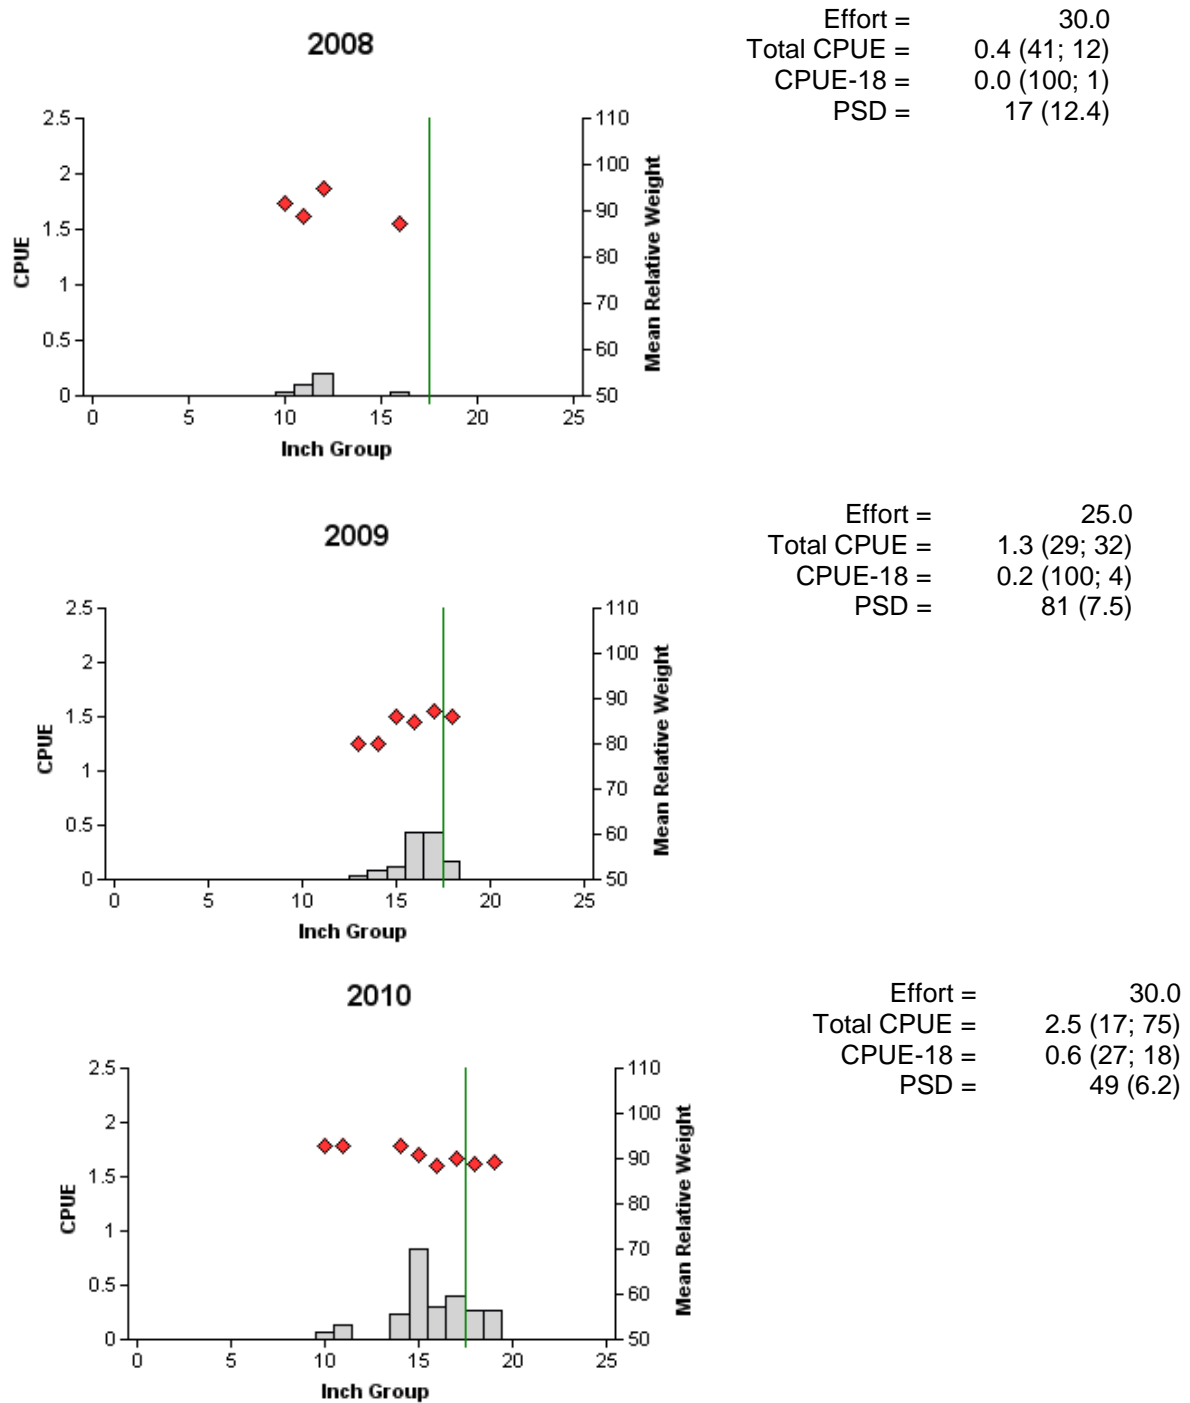 2008
Effort = 30.0
Total CPUE = 0.4 (41; 12)
CPUE-18 = 0.0 (100; 1)
PSD = 17 (12.4)
2.5
2
1.5
1
0.5
0
CPUE
110
100
90
80
70
60
50
Mean Relative Weight
0 5 10 15 20 25
Inch Group
2009
Effort = 25.0
Total CPUE = 1.3 (29; 32)
CPUE-18 = 0.2 (100; 4)
PSD = 81 (7.5)
2.5
2
1.5
1
0.5
0
CPUE
110
100
90
80
70
60
50
Mean Relative Weight
0 5 10 15 20 25
Inch Group
2010
Effort = 30.0
Total CPUE = 2.5 (17; 75)
CPUE-18 = 0.6 (27; 18)
PSD = 49 (6.2)
2.5
2
1.5
1
0.5
0
CPUE
110
100
90
80
70
60
50
Mean Relative Weight
0 5 10 15 20 25
Inch Group